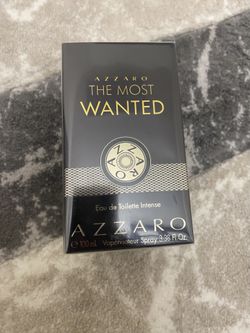 AZZARO
THE MOST
WANTED
AZZARO
Eau de Toilette Intense
AZZARO
e 100 mL Vaporisateur Spray 3.38 Fl. Oz.